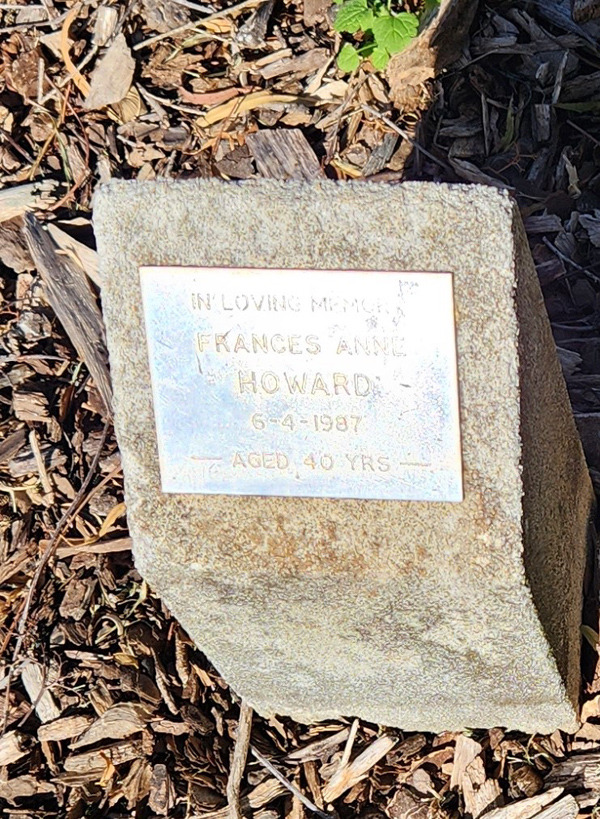 IN LOVING MEMORY
FRANCES ANNE
HOWARD
6-4-1987
— AGED 40 YRS —